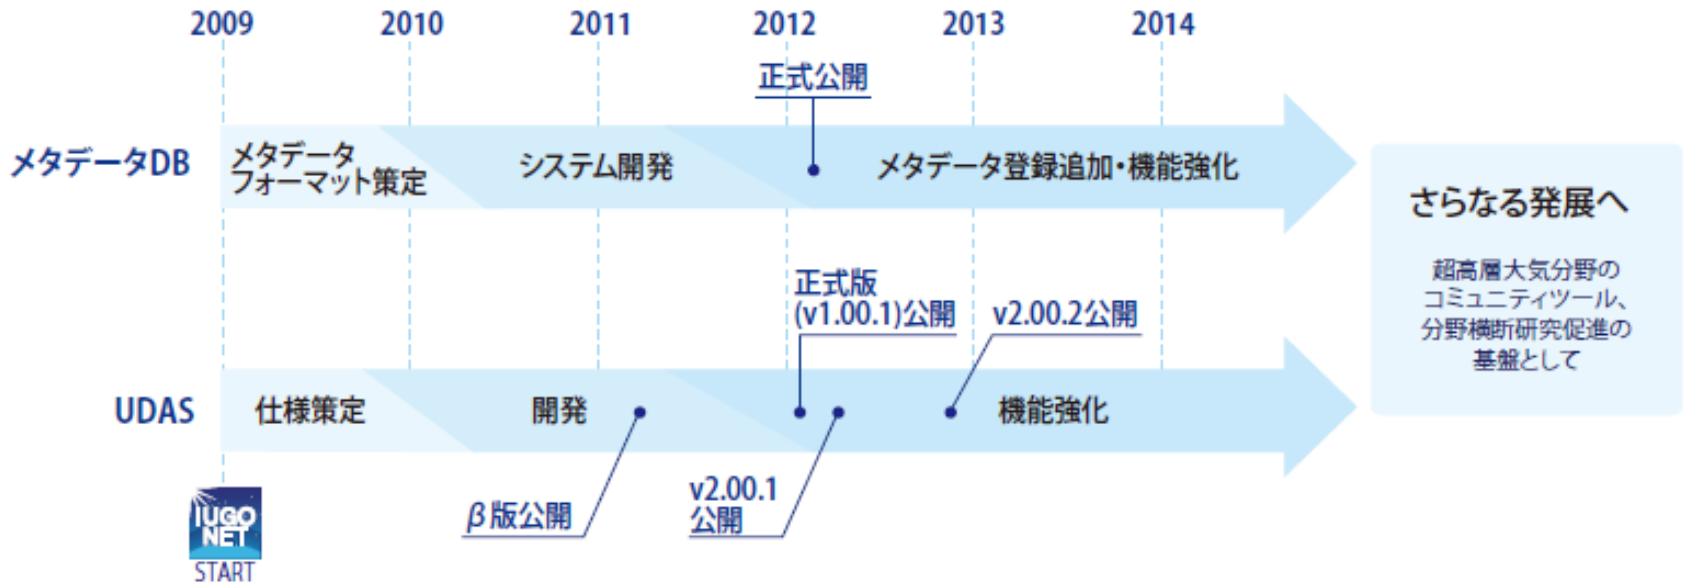 2009 2010 2011 2012 2013 2014
正式公開
メタデータDB
メタデータ
フォーマット策定
システム開発
メタデータ登録追加・機能強化
さらなる発展へ
超高層大気分野の
コミュニティツール、
分野横断研究促進の
基盤として
正式版
(v1.00.1)公開
v2.00.2公開
UDAS
仕様策定
開発
機能強化
β版公開
v2.00.1
公開
IUGO
NET
START